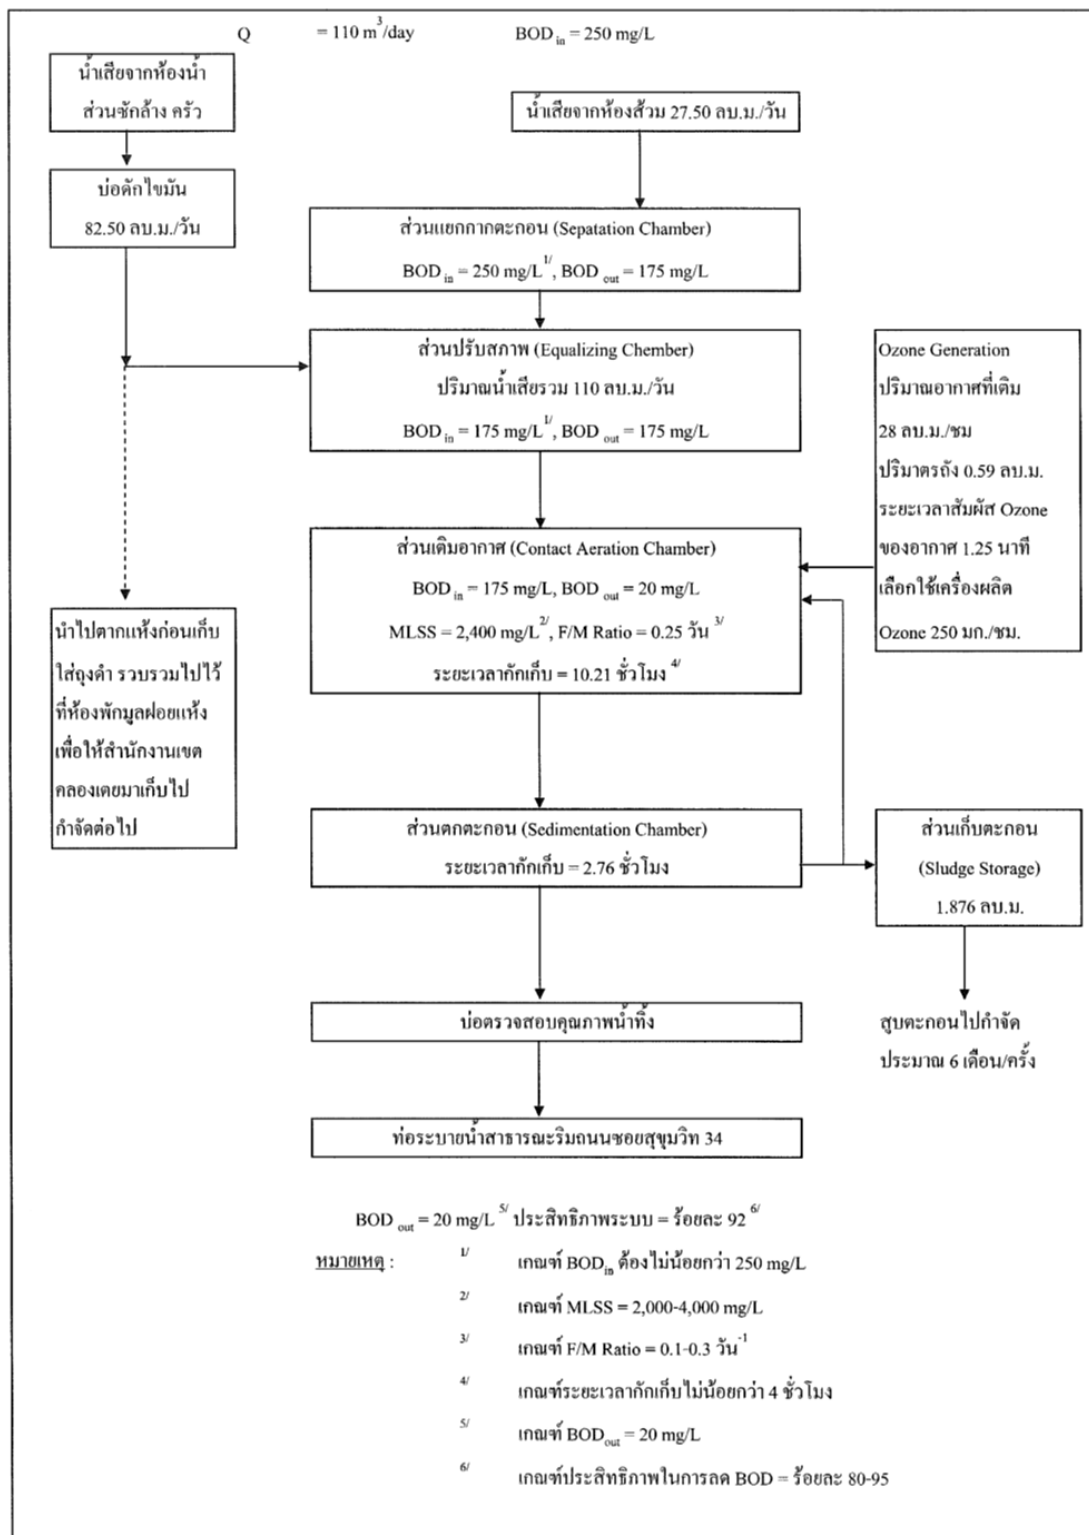 Q = 110 m³/day BOD in = 250 mg/L
น้ำเสียจากห้องน้ำ
ส่วนซักล้าง ครัว
น้ำเสียจากห้องส้วม 27.50 ลบ.ม./วัน
บ่อดักไขมัน
82.50 ลบ.ม./วัน
ส่วนแยกกากตะกอน (Sepatation Chamber)
BOD in = 250 mg/L 1/, BOD out = 175 mg/L
ส่วนปรับสภาพ (Equalizing Chember)
ปริมาณน้ำเสียรวม 110 ลบ.ม./วัน
BOD in = 175 mg/L 1/, BOD out = 175 mg/L
Ozone Generation
ปริมาณอากาศที่เติม
28 ลบ.ม./ชม
ปริมาตรถัง 0.59 ลบ.ม.
ระยะเวลาสัมผัส Ozone
ของอากาศ 1.25 นาที
เลือกใช้เครื่องผลิต
Ozone 250 มก./ชม.
ส่วนเติมอากาศ (Contact Aeration Chamber)
BOD in = 175 mg/L, BOD out = 20 mg/L
MLSS = 2,400 mg/L 2/, F/M Ratio = 0.25 วัน 3/
ระยะเวลากักเก็บ = 10.21 ชั่วโมง 4/
นำไปตากแห้งก่อนเก็บ
ใส่ถุงดำ รวบรวมไปไว้
ที่ห้องพักมูลฝอยแห้ง
เพื่อให้สำนักงานเขต
คลองเตยมาเก็บไป
กำจัดต่อไป
ส่วนตกตะกอน (Sedimentation Chamber)
ระยะเวลากักเก็บ = 2.76 ชั่วโมง
ส่วนเก็บตะกอน
(Sludge Storage)
1.876 ลบ.ม.
บ่อตรวจสอบคุณภาพน้ำทิ้ง
สูบตะกอนไปกำจัด
ประมาณ 6 เดือน/ครั้ง
ท่อระบายน้ำสาธารณะริมถนนซอยสุขุมวิท 34
BOD out = 20 mg/L 5/ ประสิทธิภาพระบบ = ร้อยละ 92 6/
หมายเหตุ : 1/ เกณฑ์ BODin ต้องไม่น้อยกว่า 250 mg/L
2/ เกณฑ์ MLSS = 2,000-4,000 mg/L
3/ เกณฑ์ F/M Ratio = 0.1-0.3 วัน-1
4/ เกณฑ์ระยะเวลากักเก็บไม่น้อยกว่า 4 ชั่วโมง
5/ เกณฑ์ BODout = 20 mg/L
6/ เกณฑ์ประสิทธิภาพในการลด BOD = ร้อยละ 80-95